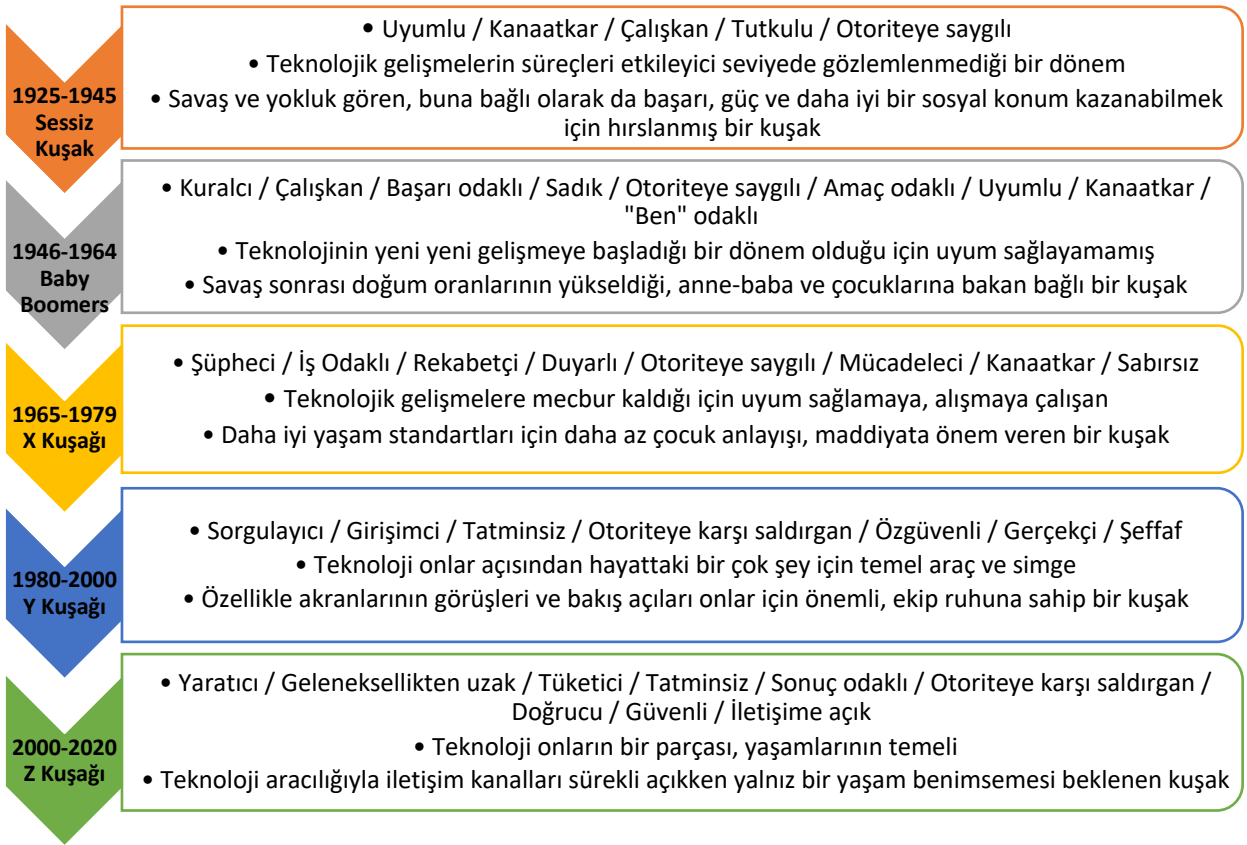 1925-1945
Sessiz
Kuşak
• Uyumlu / Kanaatkar / Çalışkan / Tutkulu / Otoriteye saygılı
• Teknolojik gelişmelerin süreçleri etkileyici seviyede gözlemlenmediği bir dönem
• Savaş ve yokluk gören, buna bağlı olarak da başarı, güç ve daha iyi bir sosyal konum kazanabilmek
için hırslanmış bir kuşak
1946-1964
Baby
Boomers
• Kuralcı / Çalışkan / Başarı odaklı / Sadık / Otoriteye saygılı / Amaç odaklı / Uyumlu / Kanaatkar /
"Ben" odaklı
• Teknolojinin yeni yeni gelişmeye başladığı bir dönem olduğu için uyum sağlayamamış
• Savaş sonrası doğum oranlarının yükseldiği, anne-baba ve çocuklarına bakan bağlı bir kuşak
1965-1979
X Kuşağı
• Şüpheci / İş Odaklı / Rekabetçi / Duyarlı / Otoriteye saygılı / Mücadeleci / Kanaatkar / Sabırsız
• Teknolojik gelişmelere mecbur kaldığı için uyum sağlamaya, alışmaya çalışan
• Daha iyi yaşam standartları için daha az çocuk anlayışı, maddiyata önem veren bir kuşak
1980-2000
Y Kuşağı
• Sorgulayıcı / Girişimci / Tatminsiz / Otoriteye karşı saldırgan / Özgüvenli / Gerçekçi / Şeffaf
• Teknoloji onlar açısından hayattaki bir çok şey için temel araç ve simge
• Özellikle akranlarının görüşleri ve bakış açıları onlar için önemli, ekip ruhuna sahip bir kuşak
2000-2020
Z Kuşağı
• Yaratıcı / Geleneksellikten uzak / Tüketici / Tatminsiz / Sonuç odaklı / Otoriteye karşı saldırgan /
Doğrucu / Güvenli / İletişime açık
• Teknoloji onların bir parçası, yaşamlarının temeli
• Teknoloji aracılığıyla iletişim kanalları sürekli açıkken yalnız bir yaşam benimsemesi beklenen kuşak